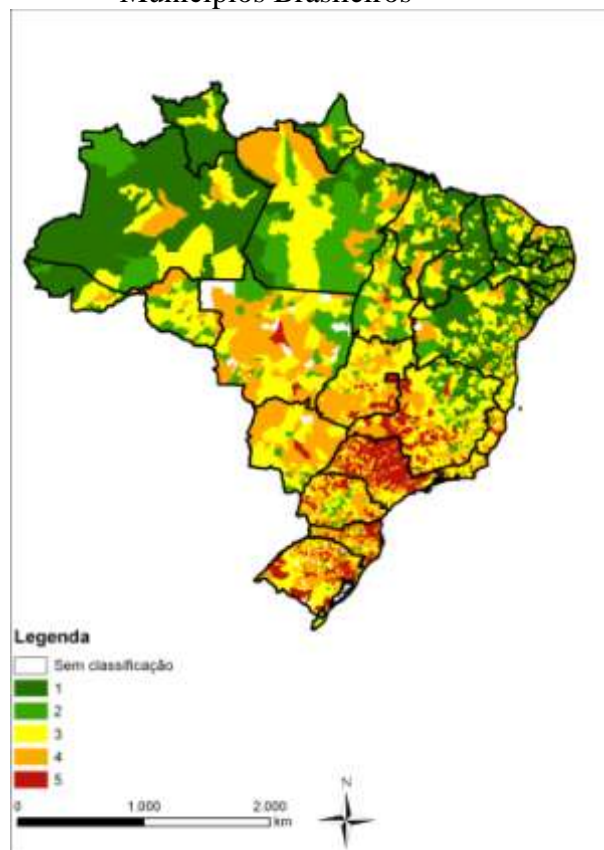 Municípios Brasileiros
Legenda
Sem classificação
1
2
3
4
5
0 1.000 2.000
km
N